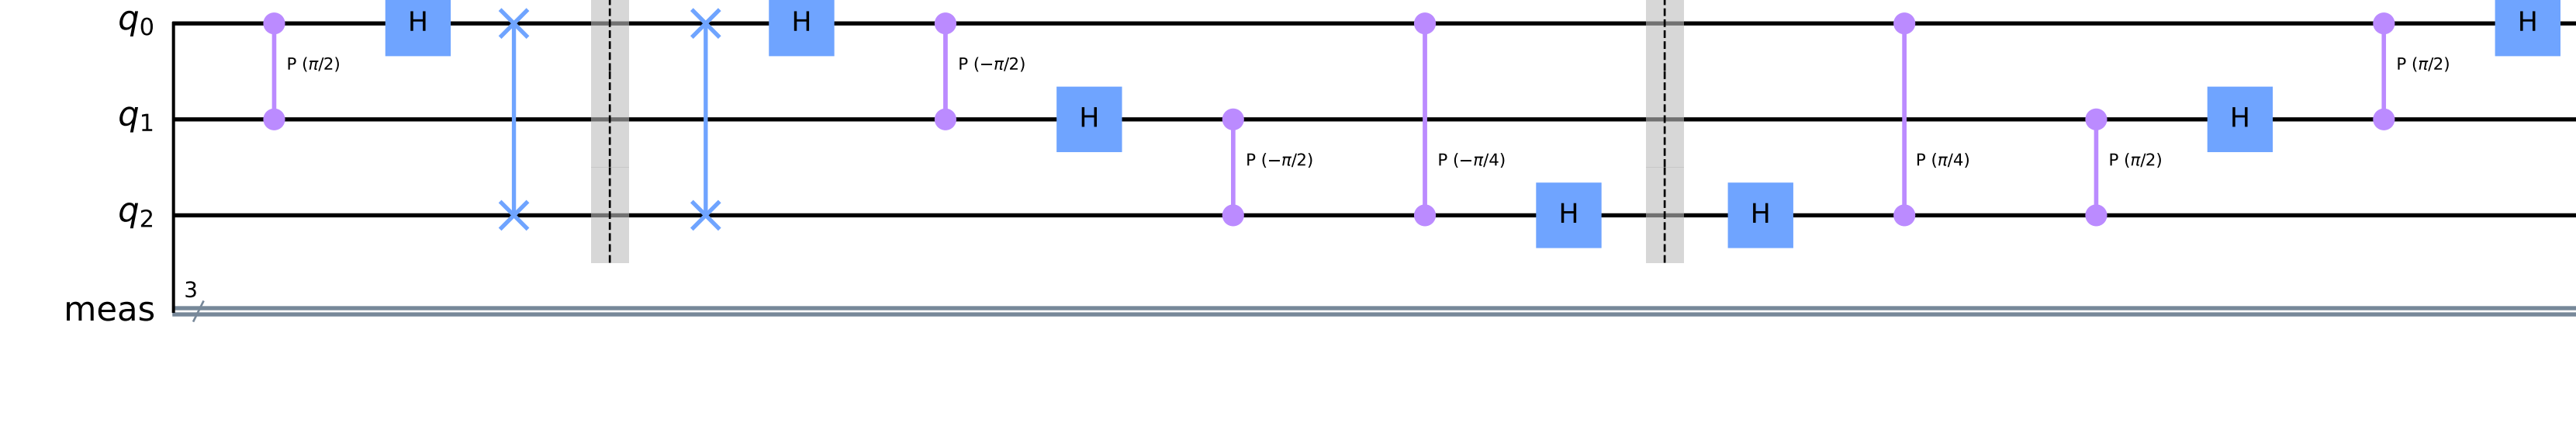 q0 H H H
P (π/2) P (−π/2) P (π/2)
q1 H H
P (−π/2) P (−π/4) P (π/4) P (π/2)
q2 H H
3
meas